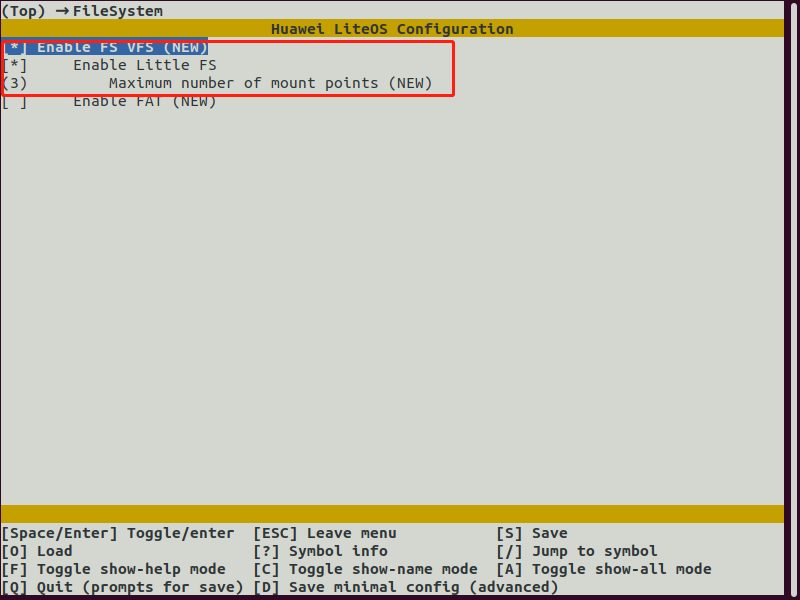 (Top) →FileSystem
Huawei LiteOS Configuration
[*] Enable FS VFS (NEW)
[*]     Enable Little FS
(3)         Maximum number of mount points (NEW)
[ ]     Enable FAT (NEW)
[Space/Enter] Toggle/enter  [ESC] Leave menu           [S] Save
[O] Load                    [?] Symbol info            [/] Jump to symbol
[F] Toggle show-help mode   [C] Toggle show-name mode  [A] Toggle show-all mode
[Q] Quit (prompts for save) [D] Save minimal config (advanced)